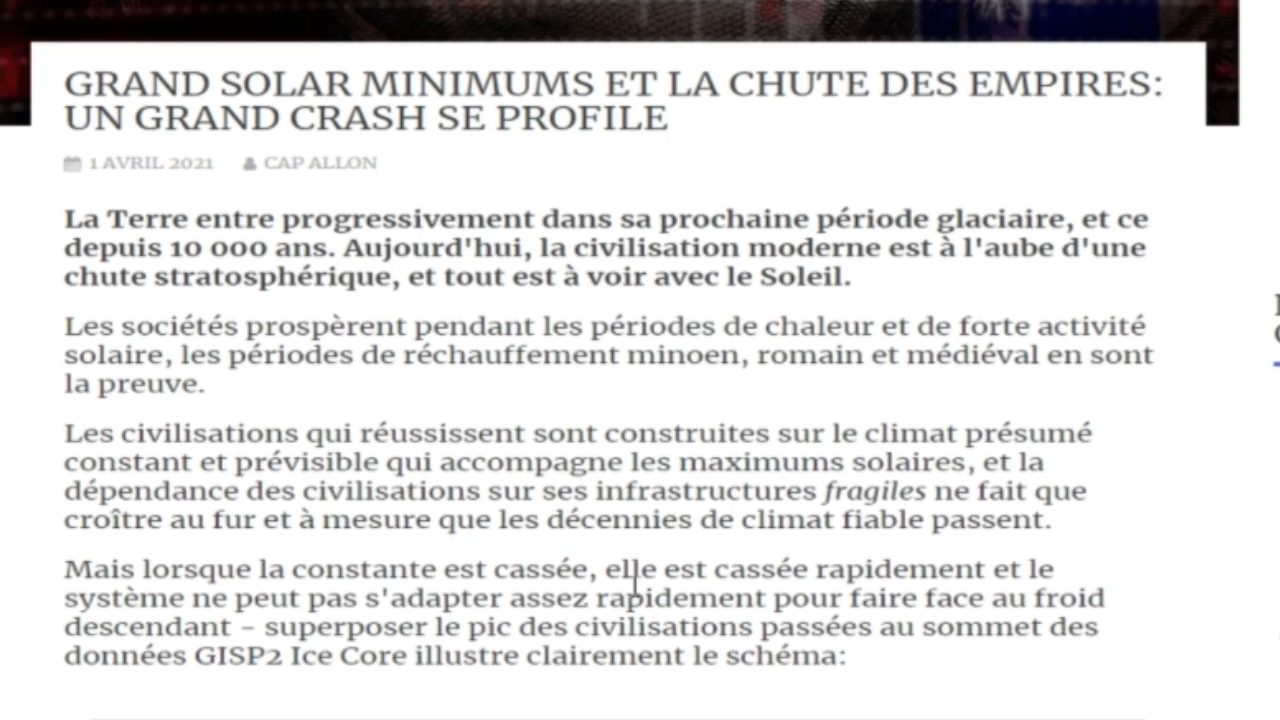 GRAND SOLAR MINIMUMS ET LA CHUTE DES EMPIRES:
UN GRAND CRASH SE PROFILE
1 AVRIL 2021 CAP ALLON
La Terre entre progressivement dans sa prochaine période glaciaire, et ce
depuis 10 000 ans. Aujourd'hui, la civilisation moderne est à l'aube d'une
chute stratosphérique, et tout est à voir avec le Soleil.
Les sociétés prospèrent pendant les périodes de chaleur et de forte activité
solaire, les périodes de réchauffement minoen, romain et médiéval en sont
la preuve.
Les civilisations qui réussissent sont construites sur le climat présumé
constant et prévisible qui accompagne les maximums solaires, et la
dépendance des civilisations sur ses infrastructures fragiles ne fait que
croître au fur et à mesure que les décennies de climat fiable passent.
Mais lorsque la constante est cassée, elle est cassée rapidement et le
système ne peut pas s'adapter assez rapidement pour faire face au froid
descendant – superposer le pic des civilisations passées au sommet des
données GISP2 Ice Core illustre clairement le schéma: